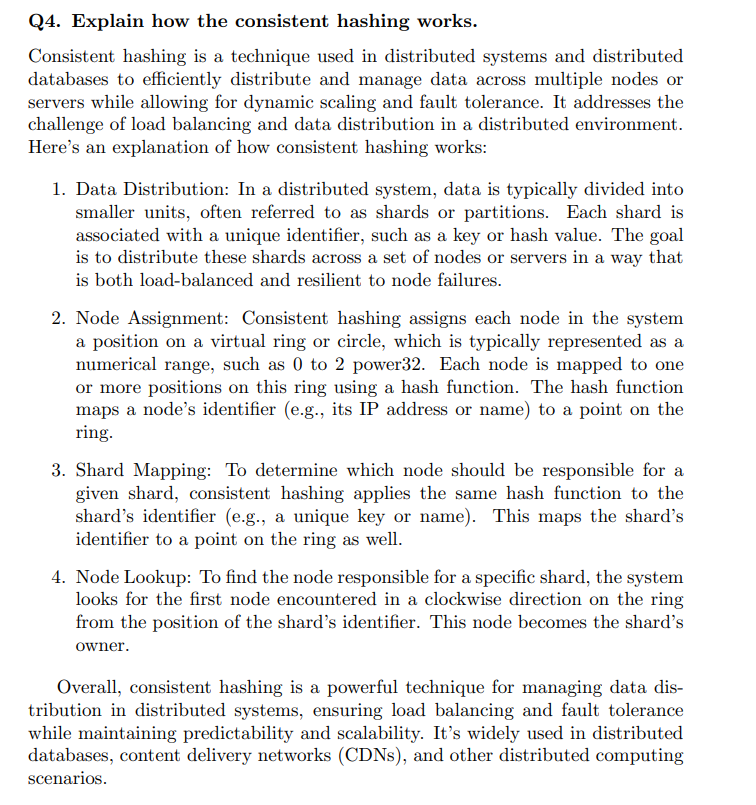 Q4. Explain how the consistent hashing works.
Consistent hashing is a technique used in distributed systems and distributed
databases to efficiently distribute and manage data across multiple nodes or
servers while allowing for dynamic scaling and fault tolerance. It addresses the
challenge of load balancing and data distribution in a distributed environment.
Here's an explanation of how consistent hashing works:
1. Data Distribution: In a distributed system, data is typically divided into
smaller units, often referred to as shards or partitions. Each shard is
associated with a unique identifier, such as a key or hash value. The goal
is to distribute these shards across a set of nodes or servers in a way that
is both load-balanced and resilient to node failures.
2. Node Assignment: Consistent hashing assigns each node in the system
a position on a virtual ring or circle, which is typically represented as a
numerical range, such as 0 to 2 power32. Each node is mapped to one
or more positions on this ring using a hash function. The hash function
maps a node's identifier (e.g., its IP address or name) to a point on the
ring.
3. Shard Mapping: To determine which node should be responsible for a
given shard, consistent hashing applies the same hash function to the
shard's identifier (e.g., a unique key or name). This maps the shard's
identifier to a point on the ring as well.
4. Node Lookup: To find the node responsible for a specific shard, the system
looks for the first node encountered in a clockwise direction on the ring
from the position of the shard's identifier. This node becomes the shard's
owner.
Overall, consistent hashing is a powerful technique for managing data dis-
tribution in distributed systems, ensuring load balancing and fault tolerance
while maintaining predictability and scalability. It's widely used in distributed
databases, content delivery networks (CDNs), and other distributed computing
scenarios.